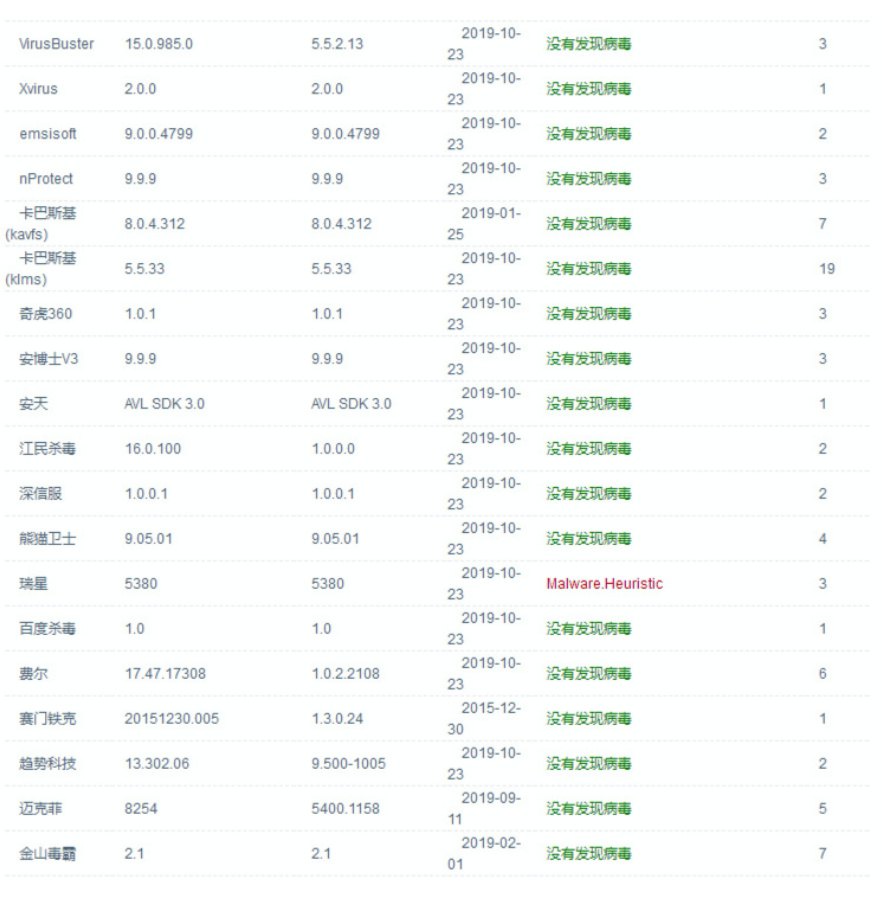 2019-10-
VirusBuster 15.0.985.0 5.5.2.13 没有发现病毒 3
23
2019-10-
Xvirus 2.0.0 2.0.0 没有发现病毒 1
23
2019-10-
emsisoft 9.0.0.4799 9.0.0.4799 没有发现病毒 2
23
2019-10-
nProtect 9.9.9 9.9.9 没有发现病毒 3
23
卡巴斯基 2019-01-
8.0.4.312 8.0.4.312 没有发现病毒 7
(kavfs) 25
卡巴斯基 2019-10-
5.5.33 5.5.33 没有发现病毒 19
(klms) 23
2019-10-
奇虎360 1.0.1 1.0.1 没有发现病毒 3
23
2019-10-
安博士V3 9.9.9 9.9.9 没有发现病毒 3
23
2019-10-
安天 AVL SDK 3.0 AVL SDK 3.0 没有发现病毒 1
23
2019-10-
江民杀毒 16.0.100 1.0.0.0 没有发现病毒 2
23
2019-10-
深信服 1.0.0.1 1.0.0.1 没有发现病毒 2
23
2019-10-
熊猫卫士 9.05.01 9.05.01 没有发现病毒 4
23
2019-10-
瑞星 5380 5380 Malware.Heuristic 3
23
2019-10-
百度杀毒 1.0 1.0 没有发现病毒 1
23
2019-10-
费尔 17.47.17308 1.0.2.2108 没有发现病毒 6
23
2015-12-
赛门铁克 20151230.005 1.3.0.24 没有发现病毒 1
30
2019-10-
趋势科技 13.302.06 9.500-1005 没有发现病毒 2
23
2019-09-
迈克菲 8254 5400.1158 没有发现病毒 5
11
2019-02-
金山毒霸 2.1 2.1 没有发现病毒 7
01